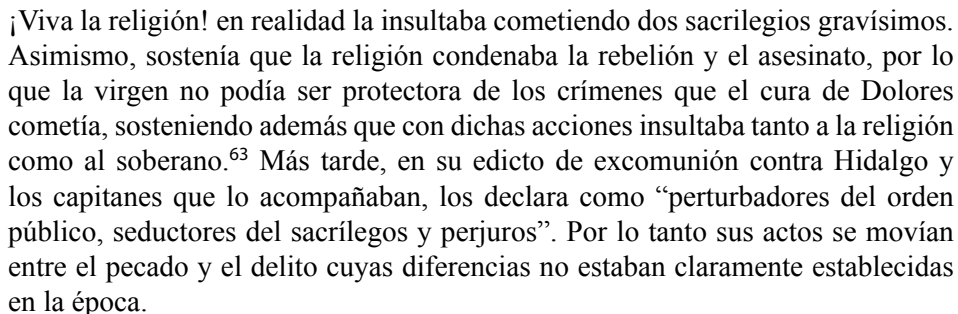 ¡Viva la religión! en realidad la insultaba cometiendo dos sacrilegios gravísimos.
Asimismo, sostenía que la religión condenaba la rebelión y el asesinato, por lo
que la virgen no podía ser protectora de los crímenes que el cura de Dolores
cometía, sosteniendo además que con dichas acciones insultaba tanto a la religión
como al soberano.⁶³ Más tarde, en su edicto de excomunión contra Hidalgo y
los capitanes que lo acompañaban, los declara como “perturbadores del orden
público, seductores del sacrílegos y perjuros”. Por lo tanto sus actos se movían
entre el pecado y el delito cuyas diferencias no estaban claramente establecidas
en la época.